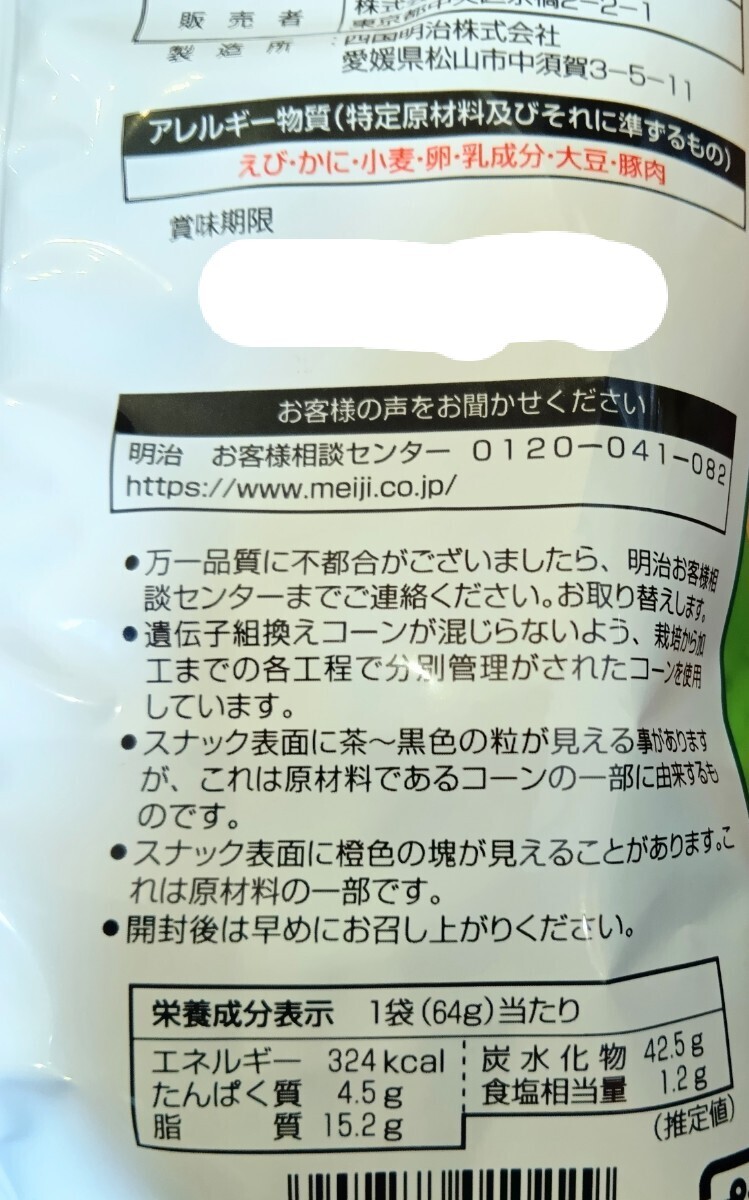 販売者
株式会社
東京都中央区京橋2-2-1
製造所：四国明治株式会社
愛媛県松山市中須賀3-5-11
アレルギー物質(特定原材料及びそれに準ずるもの)
えび・かに・小麦・卵・乳成分・大豆・豚肉
賞味期限
お客様の声をお聞かせください
明治 お客様相談センター 0120-041-082
https://www.meiji.co.jp/
●万一品質に不都合がございましたら、明治お客様相
談センターまでご連絡ください。お取り替えします。
●遺伝子組換えコーンが混じらないよう、栽培から加
工までの各工程で分別管理がされたコーンを使用
しています。
●スナック表面に茶～黒色の粒が見える事があります
が、これは原材料であるコーンの一部に由来するも
のです。
●スナック表面に橙色の塊が見えることがあります。こ
れは原材料の一部です。
●開封後は早めにお召し上がりください。
栄養成分表示 1袋(64g)当たり
エネルギー 324kcal 炭水化物 42.5g
たんぱく質 4.5g 食塩相当量 1.2g
脂質 15.2g
(推定値)